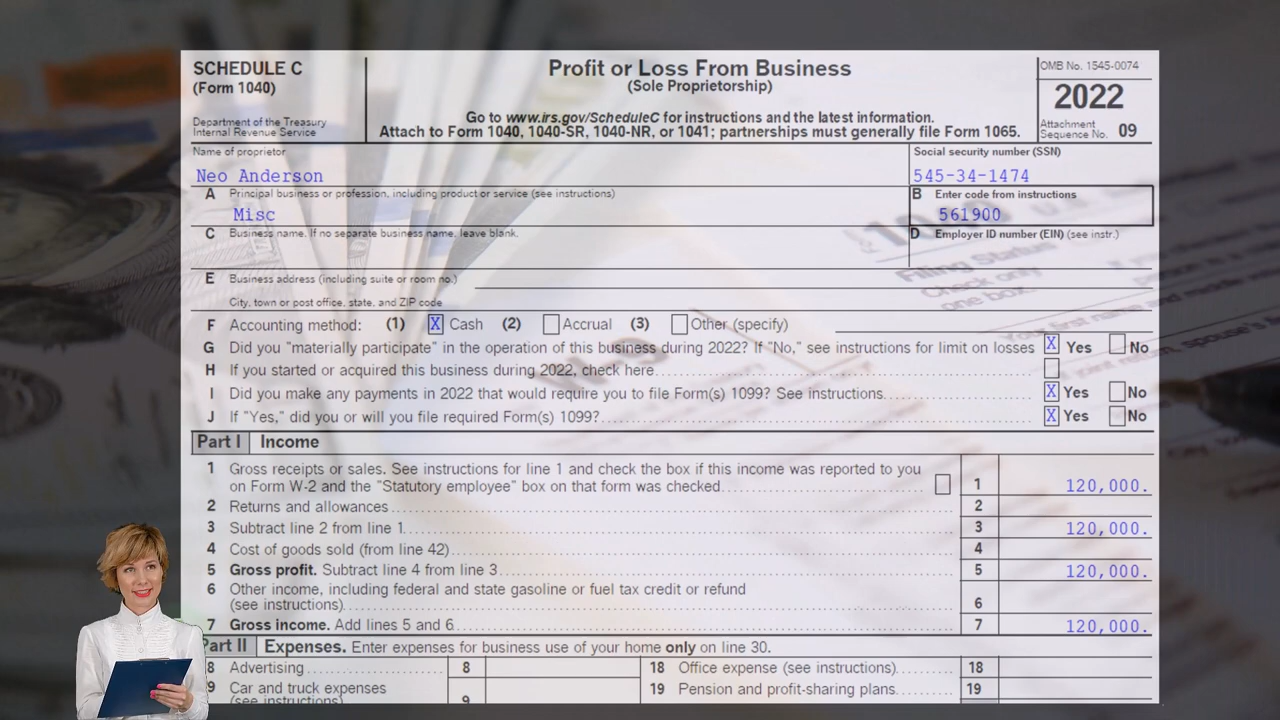 SCHEDULE C
(Form 1040)
Department of the Treasury
Internal Revenue Service
Profit or Loss From Business
(Sole Proprietorship)
Go to www.irs.gov/ScheduleC for instructions and the latest information.
Attach to Form 1040, 1040-SR, 1040-NR, or 1041; partnerships must generally file Form 1065.
OMB No. 1545-0074
2022
Attachment
Sequence No. 09
Name of proprietor
Neo Anderson
Social security number (SSN)
545-34-1474
A Principal business or profession, including product or service (see instructions)
Misc
B Enter code from instructions
561900
C Business name. If no separate business name, leave blank.
D Employer ID number (EIN) (see instr.)
E Business address (including suite or room no.)
City, town or post office, state, and ZIP code
F Accounting method: (1) X Cash (2) Accrual (3) Other (specify)
G Did you "materially participate" in the operation of this business during 2022? If "No," see instructions for limit on losses X Yes No
H If you started or acquired this business during 2022, check here
I Did you make any payments in 2022 that would require you to file Form(s) 1099? See instructions. X Yes No
J If "Yes," did you or will you file required Form(s) 1099? X Yes No
Part I Income
1 Gross receipts or sales. See instructions for line 1 and check the box if this income was reported to you
on Form W-2 and the "Statutory employee" box on that form was checked 1 120,000.
2 Returns and allowances 2
3 Subtract line 2 from line 1 3 120,000.
4 Cost of goods sold (from line 42) 4
5 Gross profit. Subtract line 4 from line 3 5 120,000.
6 Other income, including federal and state gasoline or fuel tax credit or refund
(see instructions) 6
7 Gross income. Add lines 5 and 6 7 120,000.
Part II Expenses. Enter expenses for business use of your home only on line 30.
8 Advertising 8
18 Office expense (see instructions) 18
9 Car and truck expenses
(see instructions) 9
19 Pension and profit-sharing plans 19
Filing Status
Check only
one box.